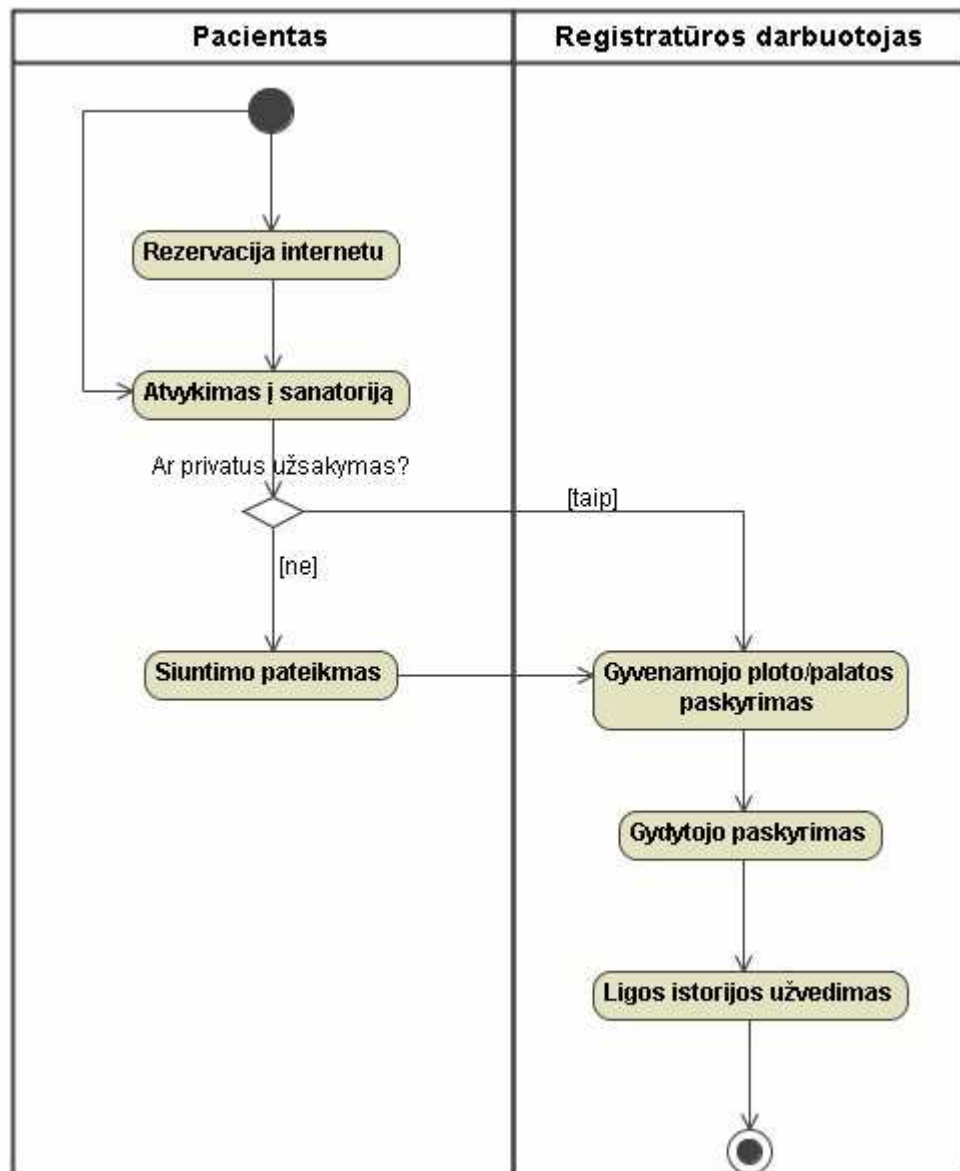 Pacientas
Registratūros darbuotojas
Rezervacija internetu
Atvykimas į sanatoriją
Ar privatus užsakymas?
[taip]
[ne]
Siuntimo pateikmas
Gyvenamojo ploto/palatos
paskyrimas
Gydytojo paskyrimas
Ligos istorijos užvedimas